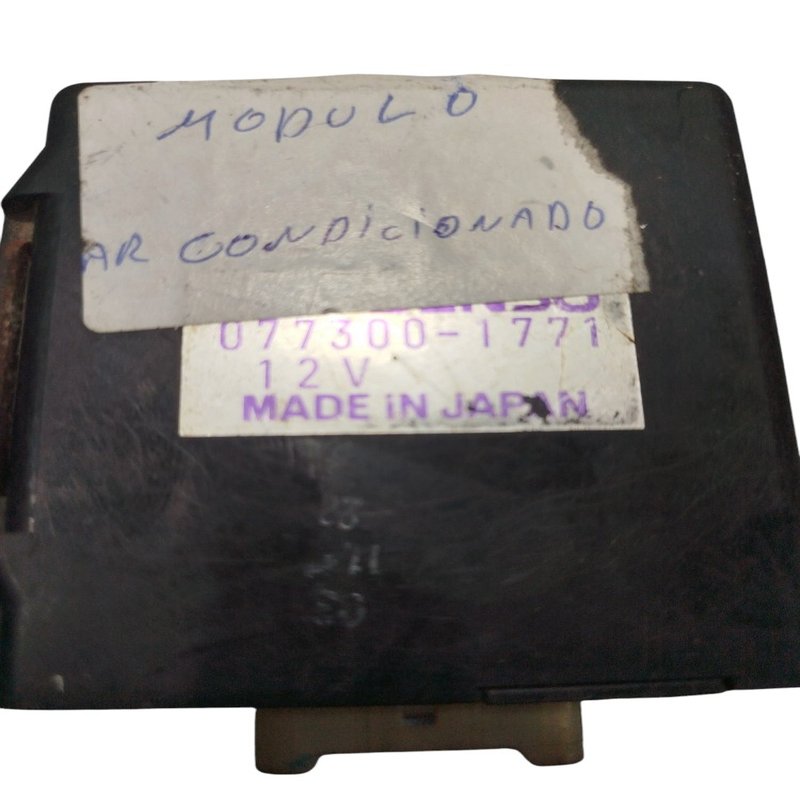 MODULO
AR CONDICIONADO
077300-1771
12V
MADE IN JAPAN